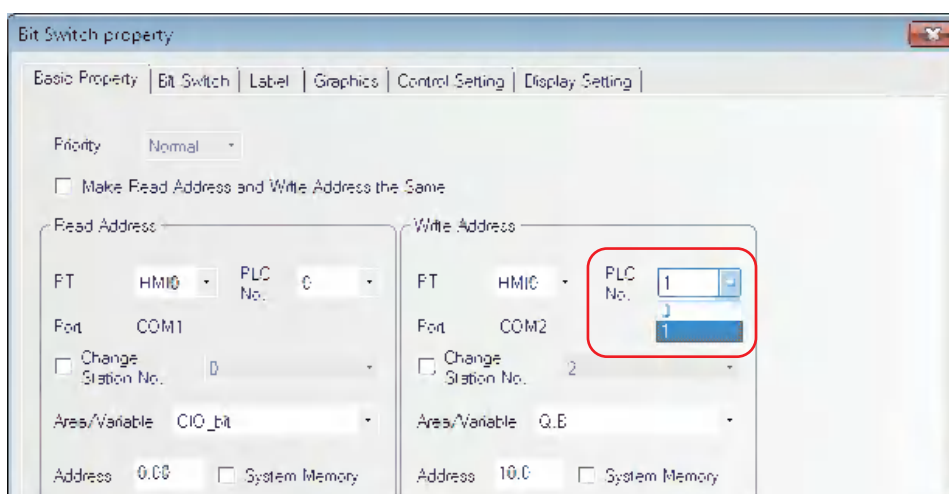 Bit Switch property
Basic Property Bit Switch Label Graphics Control Setting Display Setting
Priority Normal
Make Read Address and Write Address the Same
Read Address
PT HMI0 PLC No. 0
Port COM1
Change Station No. 0
Area/Variable CIO_bit
Address 0.00 System Memory
Write Address
PT HMI0 PLC No. 1
0
1
Port COM2
Change Station No. 2
Area/Variable Q.B
Address 10.0 System Memory